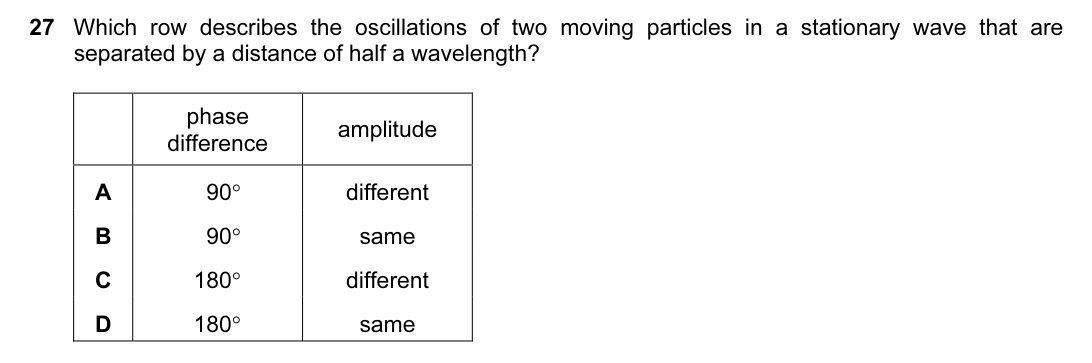 27 Which row describes the oscillations of two moving particles in a stationary wave that are
separated by a distance of half a wavelength?
phase
difference
amplitude
A 90° different
B 90° same
C 180° different
D 180° same